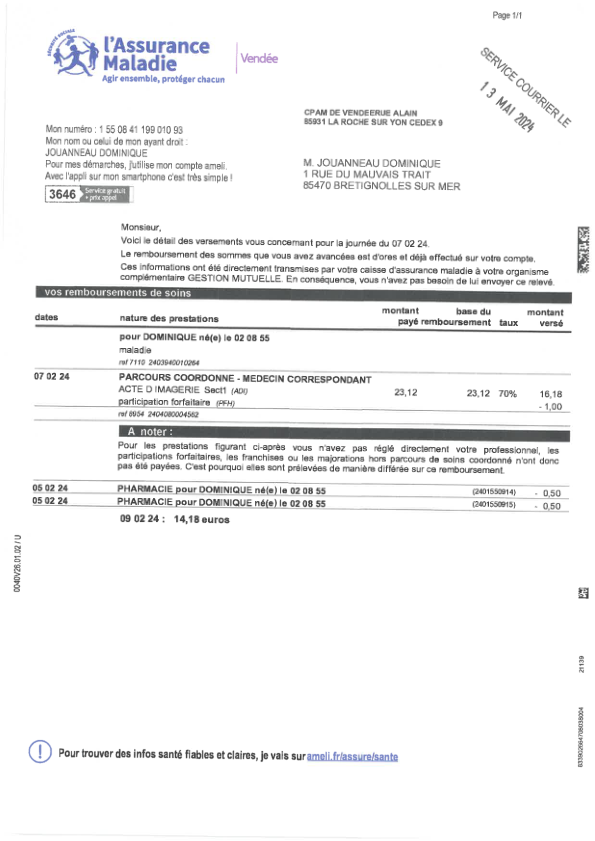 Page 1/1
SÉCURITÉ SOCIALE
l'Assurance
Maladie
Agir ensemble, protéger chacun
Vendée
SERVICE COURRIER LE
13 MAI 2024
CPAM DE VENDEERUE ALAIN
85931 LA ROCHE SUR YON CEDEX 9
Mon numéro : 1 55 08 41 199 010 93
Mon nom ou celui de mon ayant droit :
JOUANNEAU DOMINIQUE
Pour mes démarches, j'utilise mon compte ameli.
Avec l'appli sur mon smartphone c'est très simple !
3646 Service gratuit
+ prix appel
M. JOUANNEAU DOMINIQUE
1 RUE DU MAUVAIS TRAIT
85470 BRETIGNOLLES SUR MER
Monsieur,
Voici le détail des versements vous concernant pour la journée du 07 02 24.
Le remboursement des sommes que vous avez avancées est d'ores et déjà effectué sur votre compte.
Ces informations ont été directement transmises par votre caisse d'assurance maladie à votre organisme
complémentaire GESTION MUTUELLE. En conséquence, vous n'avez pas besoin de lui envoyer ce relevé.
vos remboursements de soins
dates nature des prestations montant payé base du remboursement taux montant versé
pour DOMINIQUE né(e) le 02 08 55
maladie
ref 7110 2403940010264
07 02 24 PARCOURS COORDONNE - MEDECIN CORRESPONDANT
ACTE D IMAGERIE Sect1 (ADI) 23,12 23,12 70% 16,18
participation forfaitaire (PFH) - 1,00
ref 8954 2404080004562
A noter :
Pour les prestations figurant ci-après vous n'avez pas réglé directement votre professionnel, les
participations forfaitaires, les franchises ou les majorations hors parcours de soins coordonné n'ont donc
pas été payées. C'est pourquoi elles sont prélevées de manière différée sur ce remboursement.
05 02 24 PHARMACIE pour DOMINIQUE né(e) le 02 08 55 (2401550914) - 0,50
05 02 24 PHARMACIE pour DOMINIQUE né(e) le 02 08 55 (2401550915) - 0,50
09 02 24 : 14,18 euros
0040V26.01.02 / U
21139
Pour trouver des infos santé fiables et claires, je vais sur ameli.fr/assure/sante